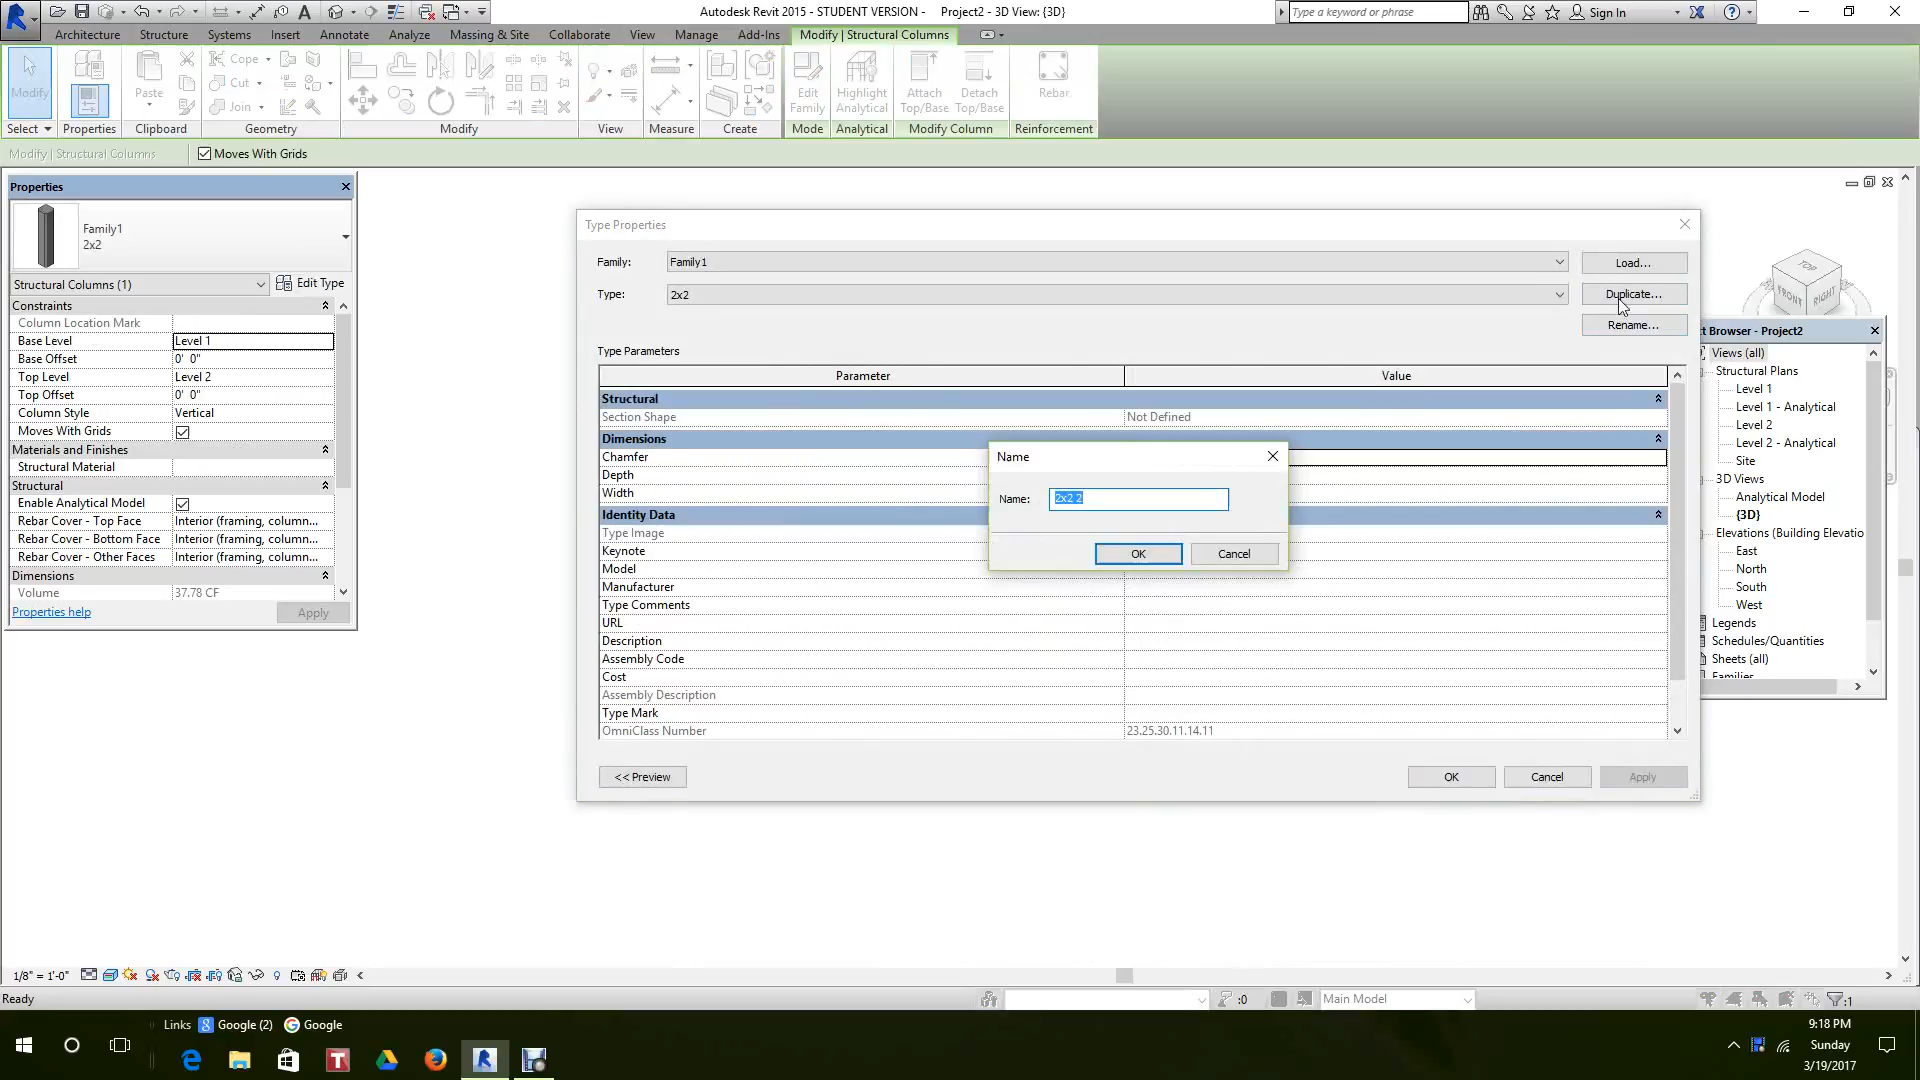 Autodesk Revit 2015 - STUDENT VERSION - Project2 - 3D View: {3D}
Type a keyword or phrase
Sign In
Architecture Structure Systems Insert Annotate Analyze Massing & Site Collaborate View Manage Add-Ins Modify | Structural Columns
Modify
Paste
Cope
Cut
Join
Edit Family
Highlight Analytical
Attach Top/Base
Detach Top/Base
Rebar
Select Properties Clipboard Geometry Modify View Measure Create Mode Analytical Modify Column Reinforcement
Modify | Structural Columns Moves With Grids
Properties
Family1
2x2
Structural Columns (1) Edit Type
Constraints
Column Location Mark
Base Level Level 1
Base Offset 0' 0"
Top Level Level 2
Top Offset 0' 0"
Column Style Vertical
Moves With Grids
Materials and Finishes
Structural Material
Structural
Enable Analytical Model
Rebar Cover - Top Face Interior (framing, column...
Rebar Cover - Bottom Face Interior (framing, column...
Rebar Cover - Other Faces Interior (framing, column...
Dimensions
Volume 37.78 CF
Properties help Apply
Type Properties
Family: Family1 Load...
Type: 2x2 Duplicate...
Rename...
Type Parameters
Parameter Value
Structural
Section Shape Not Defined
Dimensions
Chamfer
Depth
Width
Identity Data
Type Image
Keynote
Model
Manufacturer
Type Comments
URL
Description
Assembly Code
Cost
Assembly Description
Type Mark
OmniClass Number 23.25.30.11.14.11
<< Preview OK Cancel Apply
Name
Name: 2x2 2
OK Cancel
TOP
FRONT
RIGHT
ct Browser - Project2
Views (all)
Structural Plans
Level 1
Level 1 - Analytical
Level 2
Level 2 - Analytical
Site
3D Views
Analytical Model
{3D}
Elevations (Building Elevatio
East
North
South
West
Legends
Schedules/Quantities
Sheets (all)
Families
1/8" = 1'-0"
Ready
:0
Main Model
:1
Links Google (2) Google
9:18 PM
Sunday
3/19/2017